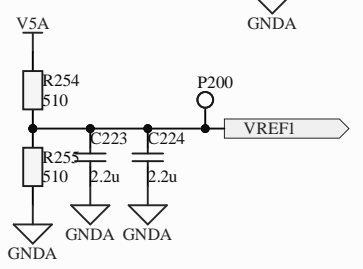 GNDA
V5A
R254
510
P200
VREF1
C223
C224
R255
510
2.2u
2.2u
GNDA
GNDA
GNDA